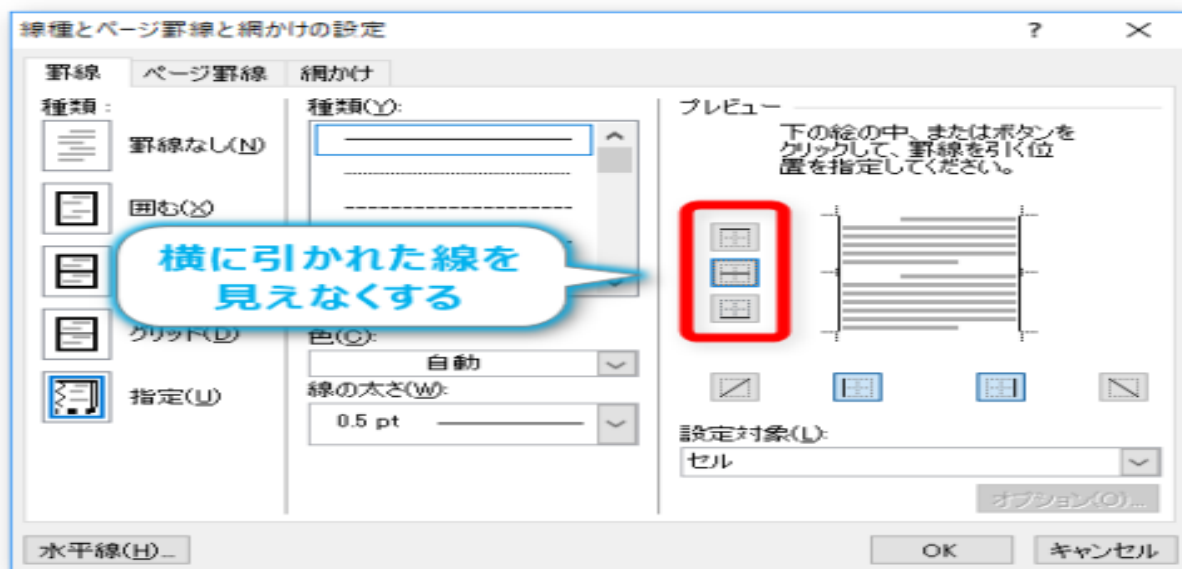 線種とページ罫線と網かけの設定
罫線
ページ罫線
網かけ
種類:
罫線なし(N)
囲む(X)
グリッド(D)
指定(U)
種類(Y):
横に引かれた線を
見えなくする
色(C):
自動
線の太さ(W):
0.5 pt
プレビュー
下の絵の中、またはボタンを
クリックして、罫線を引く位
置を指定してください。
設定対象(L):
セル
オプション(O)...
水平線(H)...
OK
キャンセル